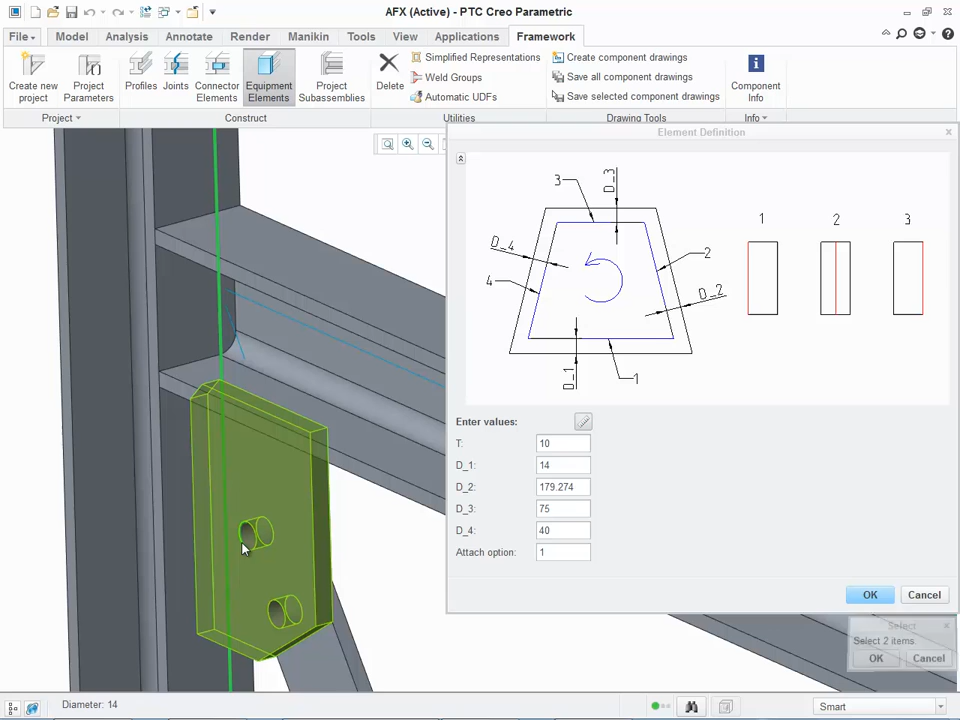 AFX (Active) - PTC Creo Parametric
File Model Analysis Annotate Render Manikin Tools View Applications Framework
Create new project
Project Parameters
Profiles
Joints
Connector Elements
Equipment Elements
Project Subassemblies
Delete
Simplified Representations
Weld Groups
Automatic UDFs
Create component drawings
Save all component drawings
Save selected component drawings
Component Info
Project Construct Utilities Drawing Tools Info
Element Definition
3
D_3
D_4
2
4
D_2
D_1
1
1 2 3
Enter values:
T: 10
D_1: 14
D_2: 179.274
D_3: 75
D_4: 40
Attach option: 1
OK Cancel
Select
Select 2 items.
OK Cancel
Diameter: 14
Smart